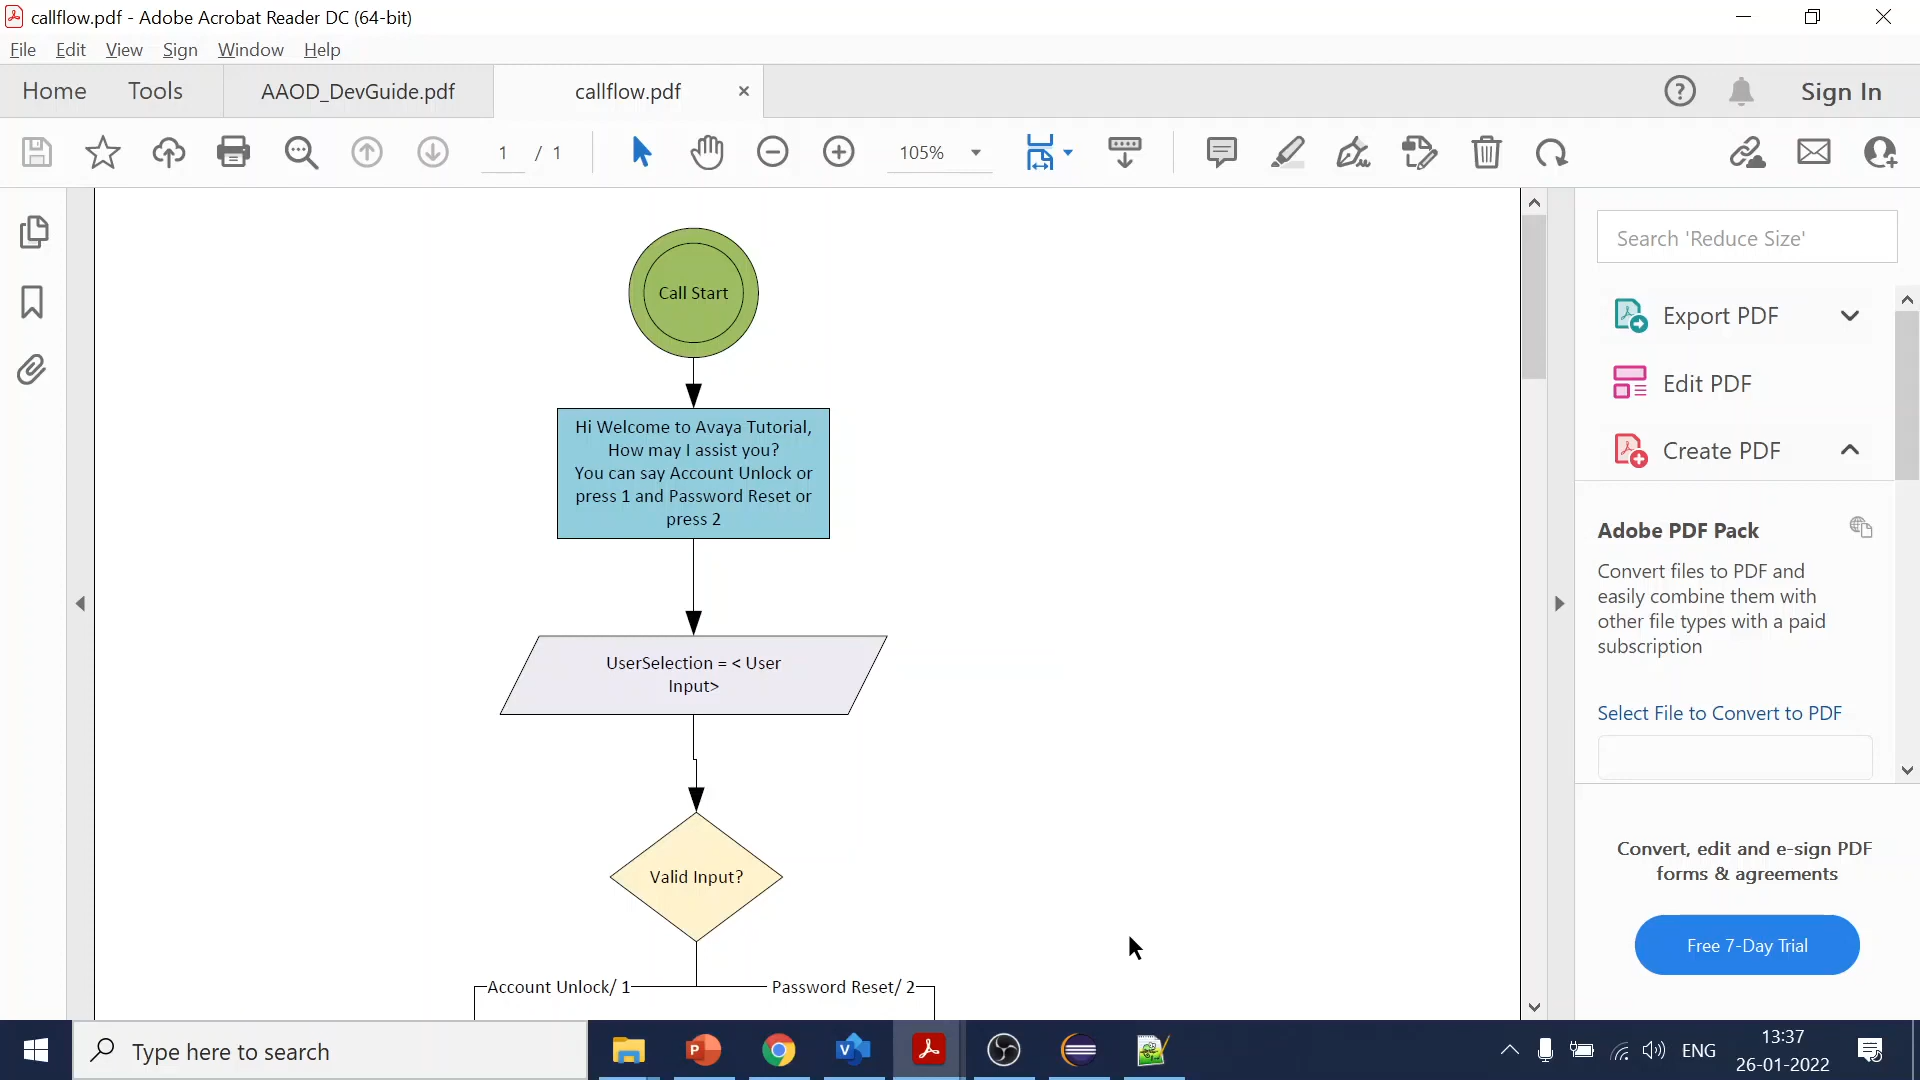 callflow.pdf - Adobe Acrobat Reader DC (64-bit)
File Edit View Sign Window Help
Home Tools AAOD_DevGuide.pdf callflow.pdf × Sign In
1 / 1 105%
Call Start
Hi Welcome to Avaya Tutorial,
How may I assist you?
You can say Account Unlock or
press 1 and Password Reset or
press 2
UserSelection = < User
Input>
Valid Input?
Account Unlock/ 1 Password Reset/ 2
Search 'Reduce Size'
Export PDF
Edit PDF
Create PDF
Adobe PDF Pack
Convert files to PDF and
easily combine them with
other file types with a paid
subscription
Select File to Convert to PDF
Convert, edit and e-sign PDF
forms & agreements
Free 7-Day Trial
Type here to search
ENG
13:37
26-01-2022